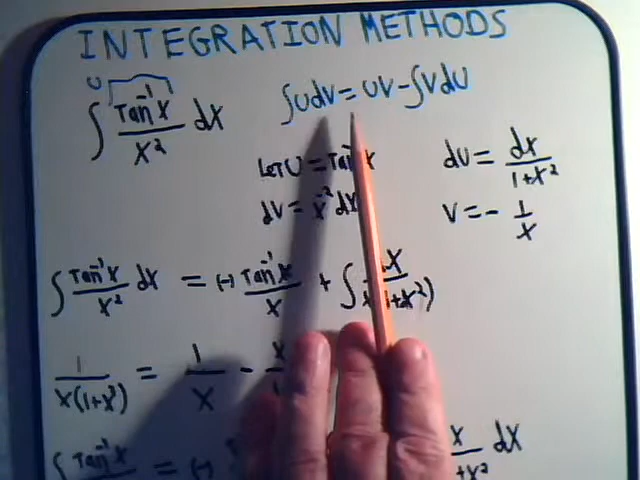 INTEGRATION METHODS
U
∫ Tan⁻¹x/x² dx   ∫UdV = UV - ∫VdU
Let U = Tan⁻¹x   dU = dx/1+x²
dV = x⁻² dx   V = - 1/x
∫ Tan⁻¹x/x² dx = (-) Tan⁻¹x/x + ∫ dx/x(1+x²)
1/x(1+x²) = 1/x - x
∫ Tan⁻¹x/x² = (-) x/+x² dx